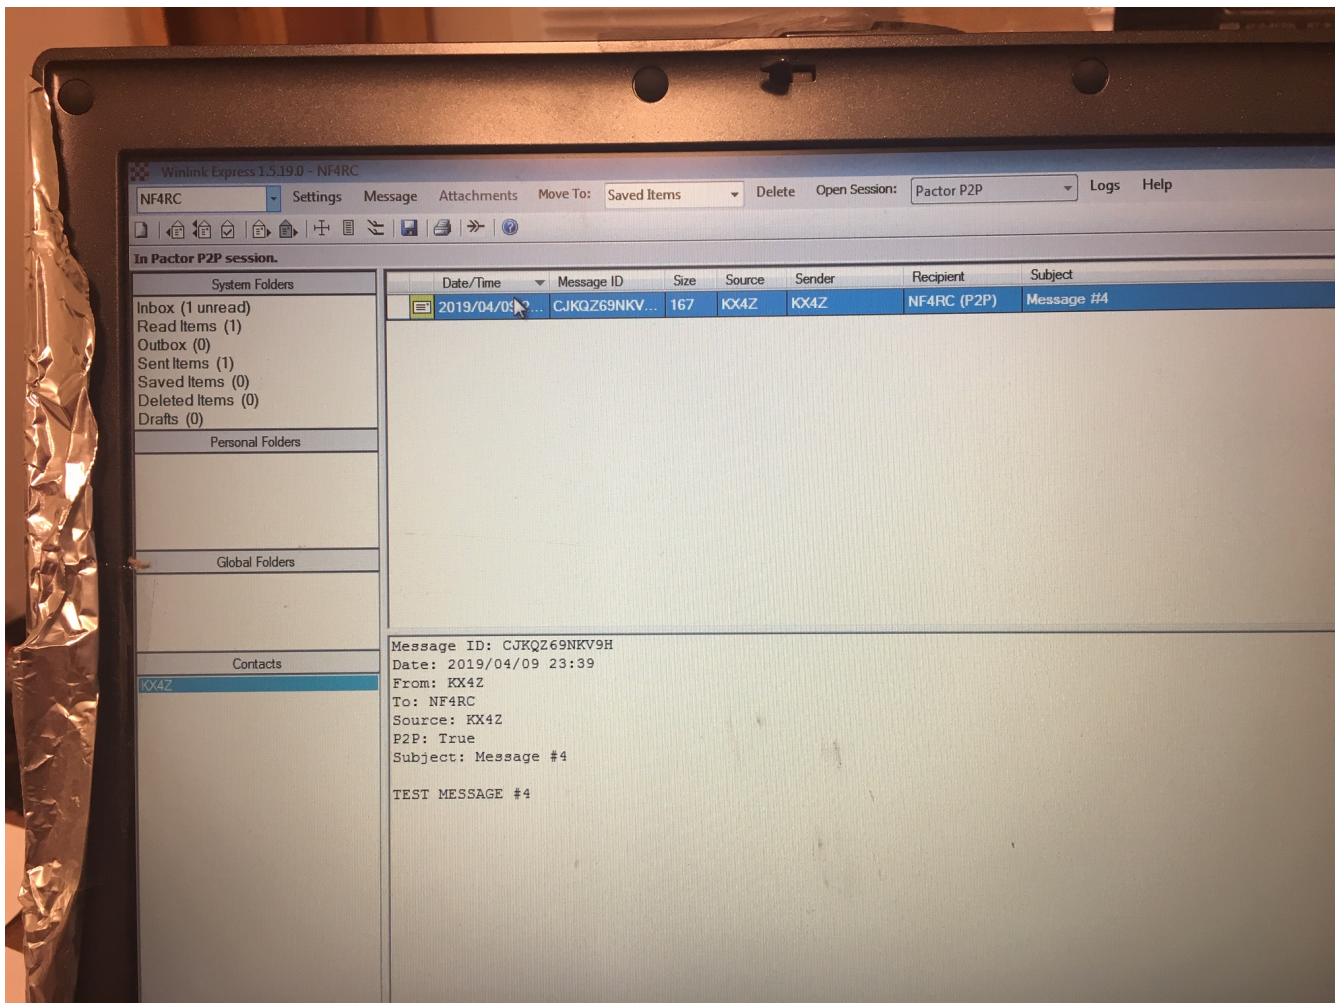 Winlink Express 1.5.19.0 - NF4RC
NF4RC Settings Message Attachments Move To: Saved Items Delete Open Session: Pactor P2P Logs Help
In Pactor P2P session.
System Folders
Inbox (1 unread)
Read Items (1)
Outbox (0)
Sent Items (1)
Saved Items (0)
Deleted Items (0)
Drafts (0)
Personal Folders
Global Folders
Contacts
KX4Z
Date/Time Message ID Size Source Sender Recipient Subject
2019/04/09 ... CJKQZ69NKV... 167 KX4Z KX4Z NF4RC (P2P) Message #4
Message ID: CJKQZ69NKV9H
Date: 2019/04/09 23:39
From: KX4Z
To: NF4RC
Source: KX4Z
P2P: True
Subject: Message #4
TEST MESSAGE #4